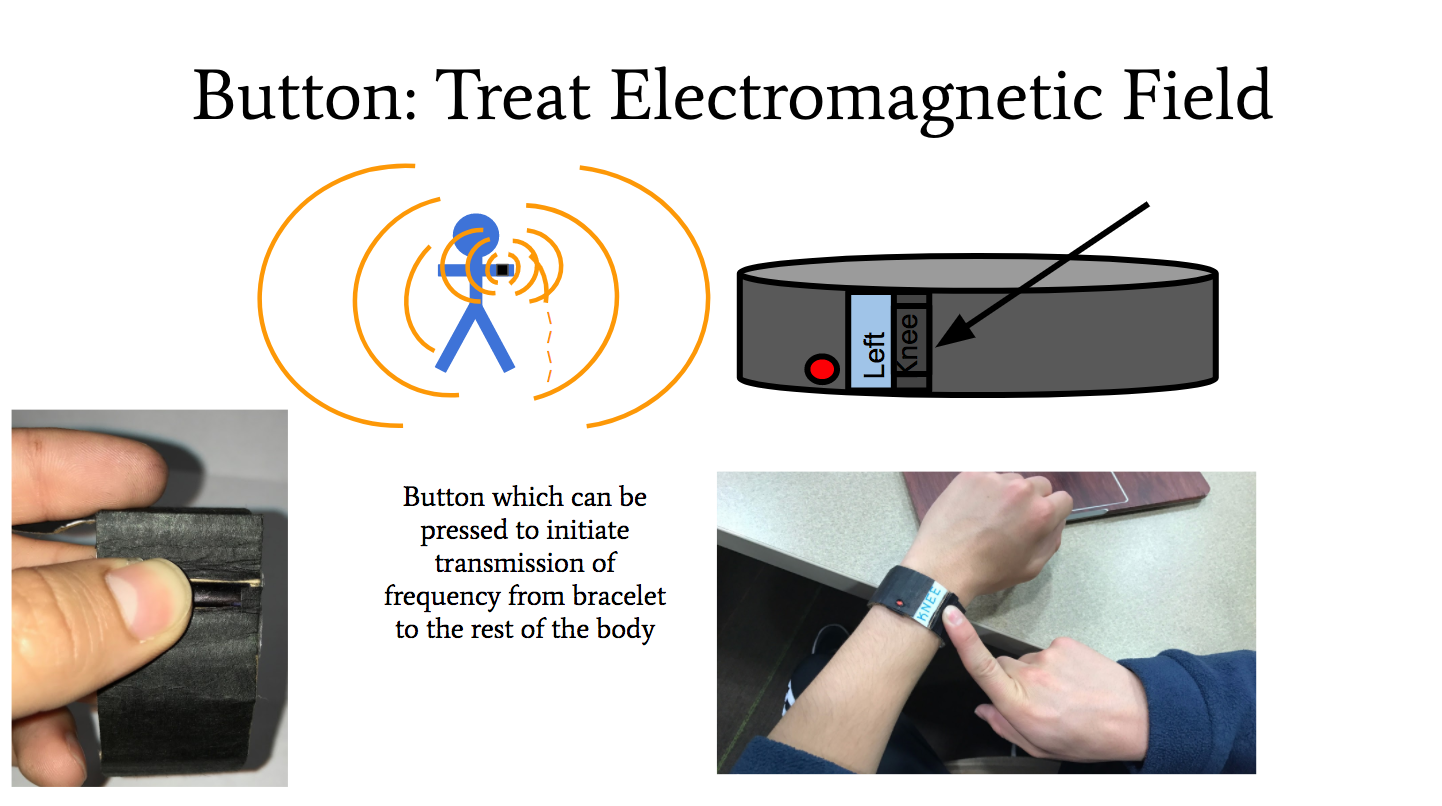 Button: Treat Electromagnetic Field
Left
Knee
Button which can be
pressed to initiate
transmission of
frequency from bracelet
to the rest of the body
KNEE